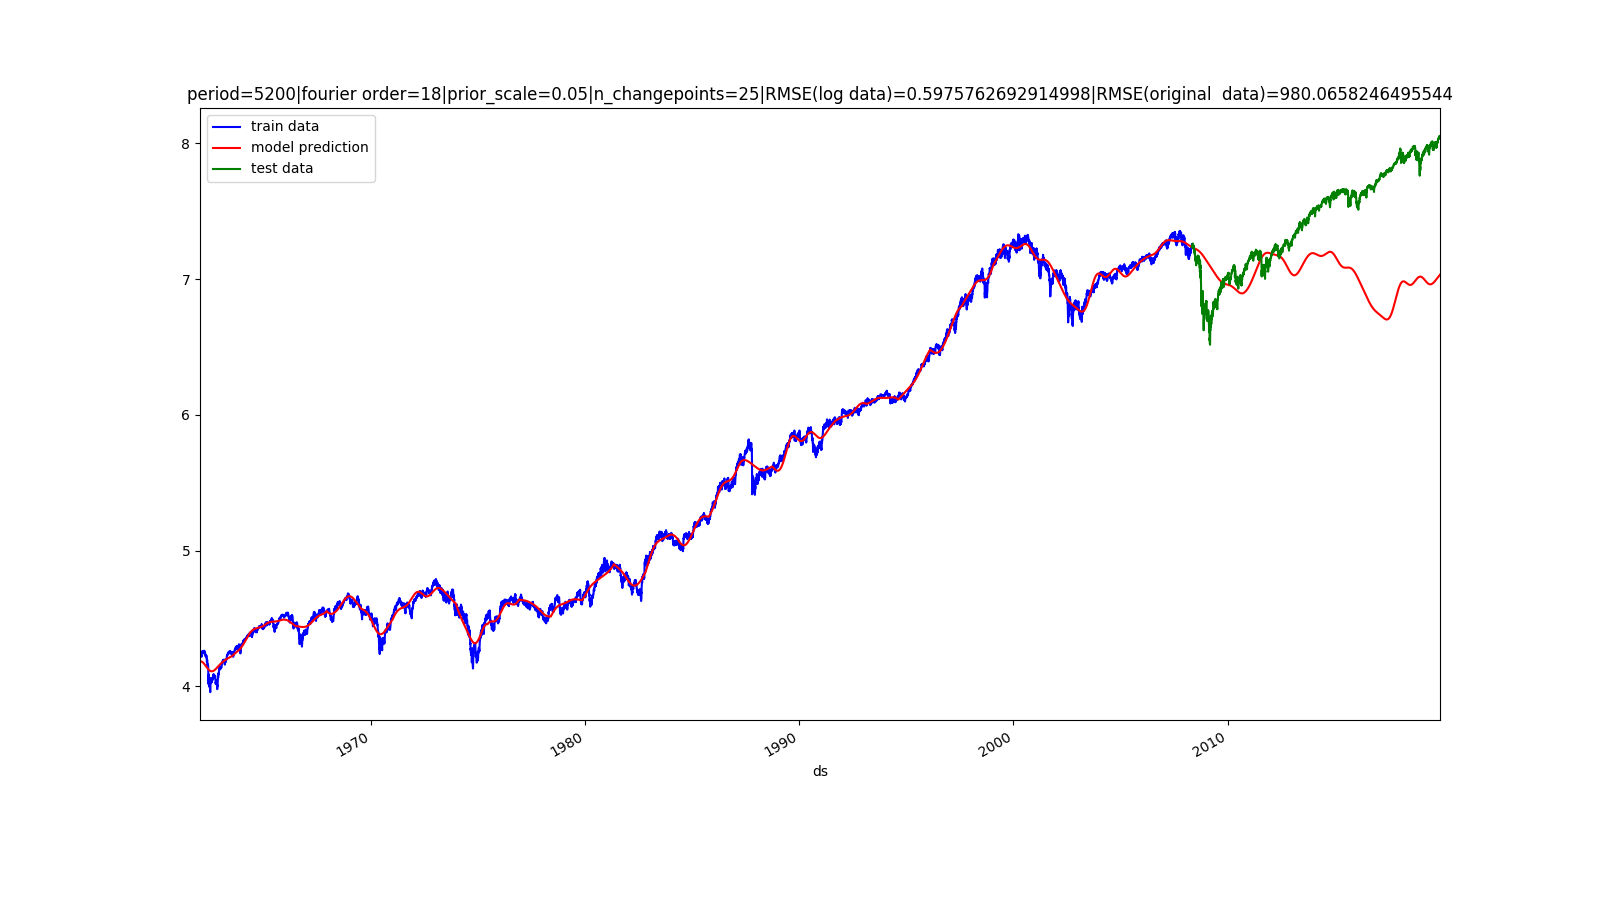 period=5200|fourier order=18|prior_scale=0.05|n_changepoints=25|RMSE(log data)=0.5975762692914998|RMSE(original  data)=980.0658246495544
train data
model prediction
test data
8
7
6
5
4
1970
1980
1990
2000
2010
ds